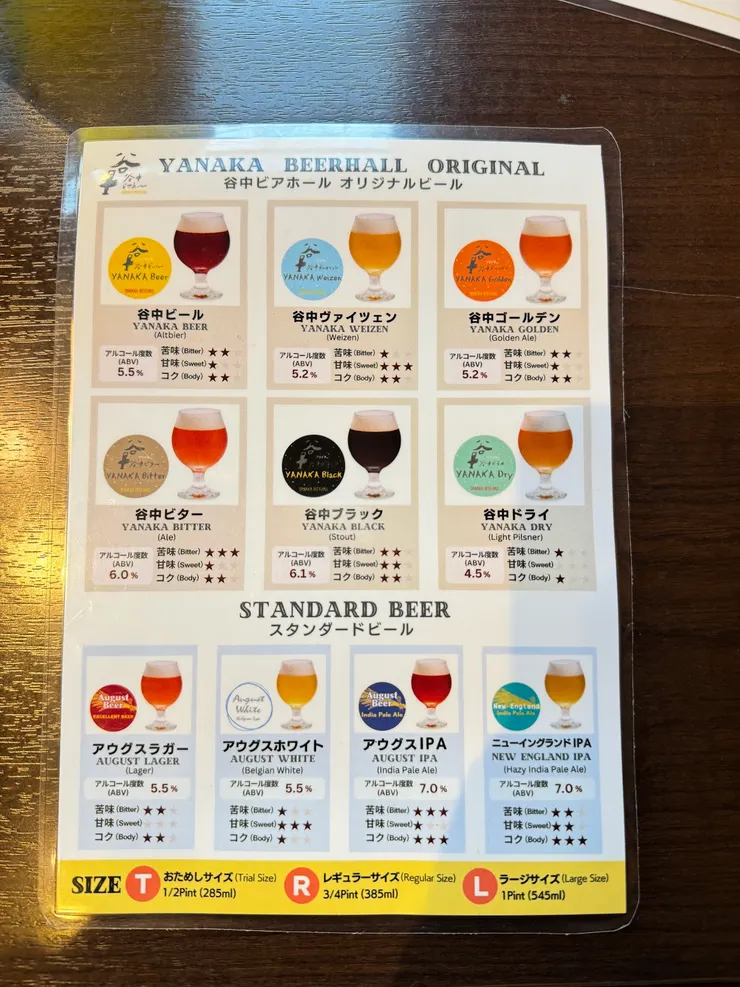 谷中
YANAKA BEERHALL ORIGINAL
谷中ビアホール オリジナルビール
YANAKA Beer
谷中ビール
YANAKA BEER
(Altbier)
アルコール度数
(ABV)
5.5%
苦味(Bitter) ★★
甘味(Sweet) ★
コク(Body) ★★
YANAKA Weizen
谷中ヴァイツェン
YANAKA WEIZEN
(Weizen)
アルコール度数
(ABV)
5.2%
苦味(Bitter) ★
甘味(Sweet) ★★★
コク(Body) ★★
YANAKA Golden
谷中ゴールデン
YANAKA GOLDEN
(Golden Ale)
アルコール度数
(ABV)
5.2%
苦味(Bitter) ★★
甘味(Sweet) ★
コク(Body) ★★
YANAKA Bitter
谷中ビター
YANAKA BITTER
(Ale)
アルコール度数
(ABV)
6.0%
苦味(Bitter) ★★★
甘味(Sweet) ★
コク(Body) ★★
YANAKA Black
谷中ブラック
YANAKA BLACK
(Stout)
アルコール度数
(ABV)
6.1%
苦味(Bitter) ★★
甘味(Sweet) ★★
コク(Body) ★★
YANAKA Dry
谷中ドライ
YANAKA DRY
(Light Pilsner)
アルコール度数
(ABV)
4.5%
苦味(Bitter) ★
甘味(Sweet)
コク(Body) ★
STANDARD BEER
スタンダードビール
August
Beer
EXCELLENT BEER
アウグスラガー
AUGUST LAGER
(Lager)
アルコール度数
(ABV)
5.5%
苦味(Bitter) ★★
甘味(Sweet)
コク(Body) ★★
August
White
アウグスホワイト
AUGUST WHITE
(Belgian White)
アルコール度数
(ABV)
5.5%
苦味(Bitter) ★
甘味(Sweet) ★★★
コク(Body) ★
August
Beer
India Pale Ale
アウグスIPA
AUGUST IPA
(India Pale Ale)
アルコール度数
(ABV)
7.0%
苦味(Bitter) ★★★
甘味(Sweet) ★
コク(Body) ★★★
New England
India Pale Ale
ニューイングランドIPA
NEW ENGLAND IPA
(Hazy India Pale Ale)
アルコール度数
(ABV)
7.0%
苦味(Bitter) ★★
甘味(Sweet) ★★
コク(Body) ★★★
SIZE
T おためしサイズ(Trial Size)
1/2Pint (285ml)
R レギュラーサイズ(Regular Size)
3/4Pint (385ml)
L ラージサイズ(Large Size)
1Pint (545ml)